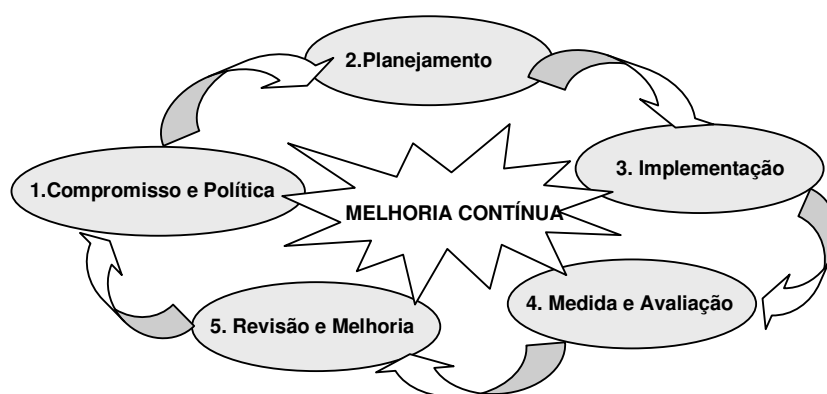 2.Planejamento
3. Implementação
1.Compromisso e Política
MELHORIA CONTÍNUA
4. Medida e Avaliação
5. Revisão e Melhoria